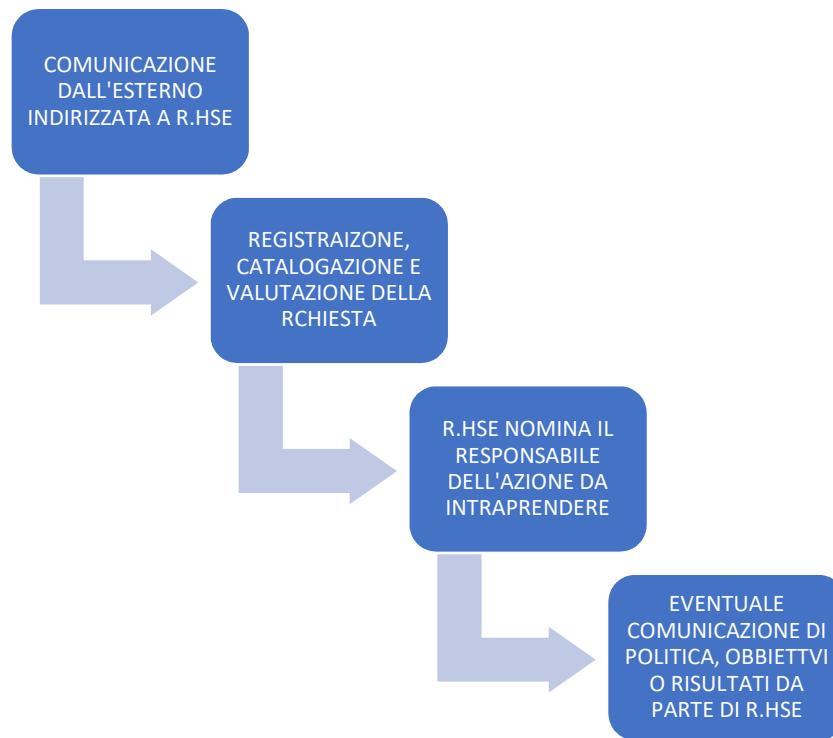 COMUNICAZIONE
DALL'ESTERNO
INDIRIZZATA A R.HSE
REGISTRAIZONE,
CATALOGAZIONE E
VALUTAZIONE DELLA
RCHIESTA
R.HSE NOMINA IL
RESPONSABILE
DELL'AZIONE DA
INTRAPRENDERE
EVENTUALE
COMUNICAZIONE DI
POLITICA, OBBIETTVI
O RISULTATI DA
PARTE DI R.HSE